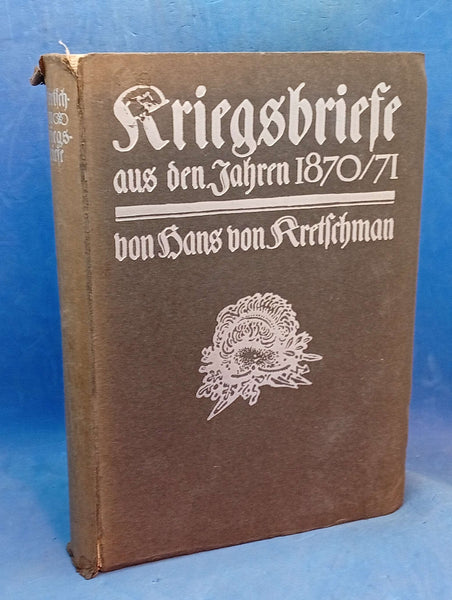 Kriegsbriefe
aus den Jahren 1870/71
von Hans von Kretschman